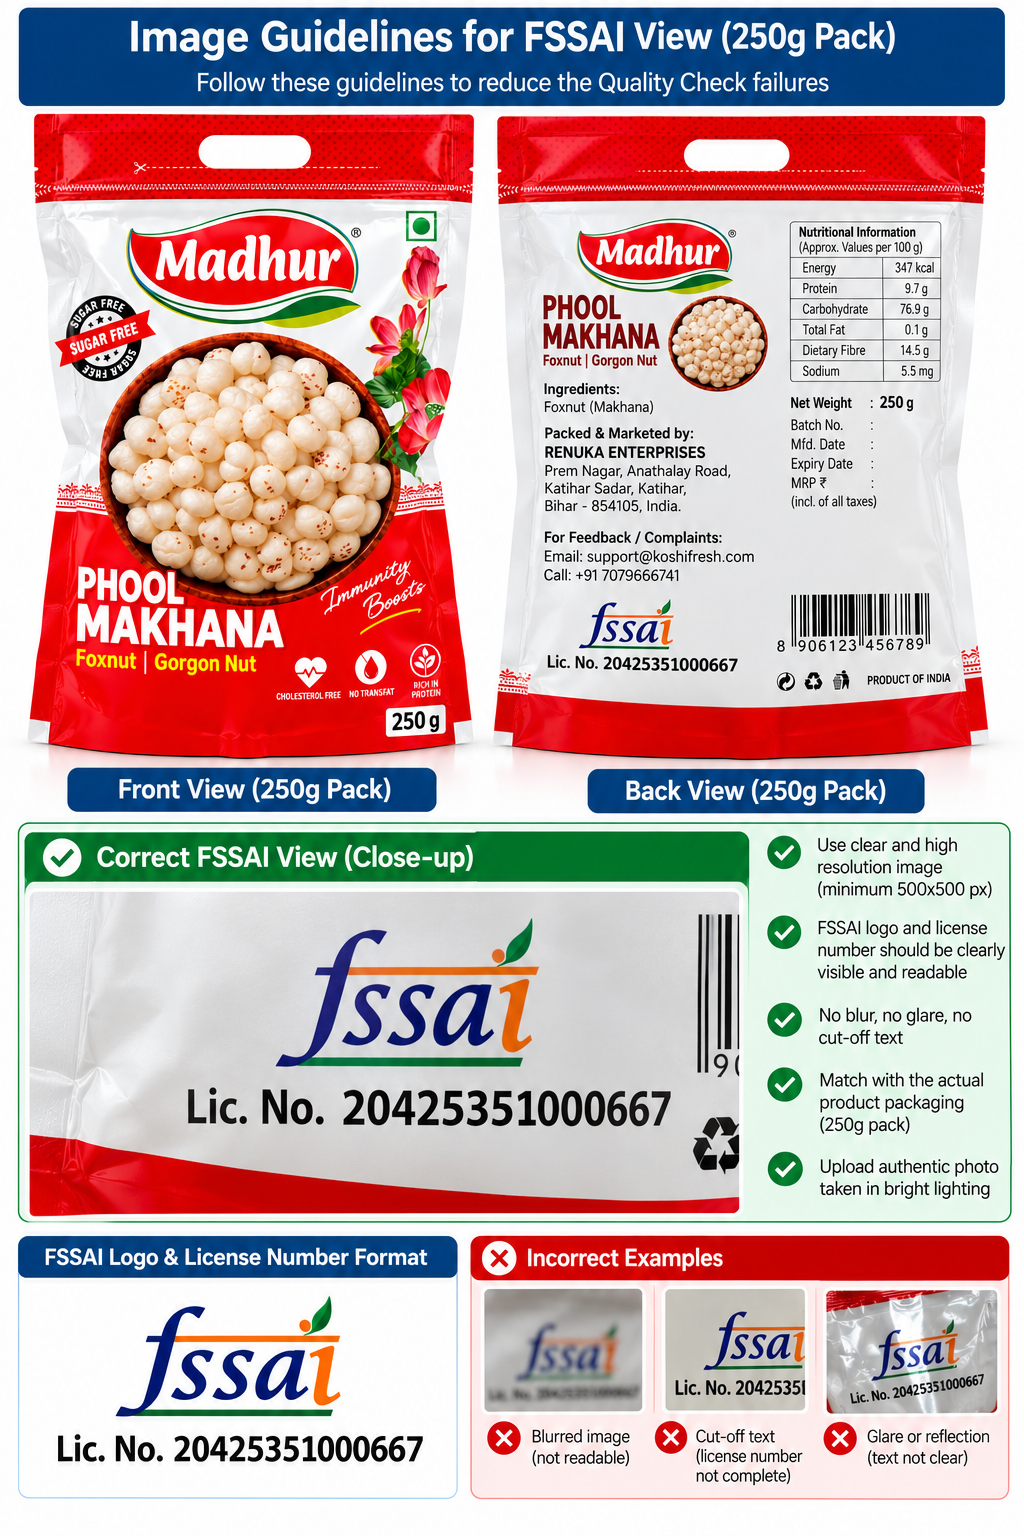 Image Guidelines for FSSAI View (250g Pack)
Follow these guidelines to reduce the Quality Check failures
Madhur®
SUGAR FREE
SUGAR FREE
SUGAR FREE
PHOOL
MAKHANA
Foxnut | Gorgon Nut
Immunity
Boosts
CHOLESTEROL FREE
NO TRANSFAT
RICH IN
PROTEIN
250 g
Madhur®
PHOOL
MAKHANA
Foxnut | Gorgon Nut
Ingredients:
Foxnut (Makhana)
Packed & Marketed by:
RENUKA ENTERPRISES
Prem Nagar, Anathalay Road,
Katihar Sadar, Katihar,
Bihar - 854105, India.
For Feedback / Complaints:
Email: support@koshifresh.com
Call: +91 7079666741
fssai
Lic. No. 20425351000667
Nutritional Information
(Approx. Values per 100 g)
Energy 347 kcal
Protein 9.7 g
Carbohydrate 76.9 g
Total Fat 0.1 g
Dietary Fibre 14.5 g
Sodium 5.5 mg
Net Weight : 250 g
Batch No. :
Mfd. Date :
Expiry Date :
MRP ₹ :
(incl. of all taxes)
8 906123 456789
PRODUCT OF INDIA
Front View (250g Pack)
Back View (250g Pack)
Correct FSSAI View (Close-up)
fssai
Lic. No. 20425351000667
90
Use clear and high
resolution image
(minimum 500x500 px)
FSSAI logo and license
number should be clearly
visible and readable
No blur, no glare, no
cut-off text
Match with the actual
product packaging
(250g pack)
Upload authentic photo
taken in bright lighting
FSSAI Logo & License Number Format
fssai
Lic. No. 20425351000667
Incorrect Examples
fssai
fssai
Lic. No. 2042535
fssai
Lic. No. 20425351000667
Blurred image
(not readable)
Cut-off text
(license number
not complete)
Glare or reflection
(text not clear)